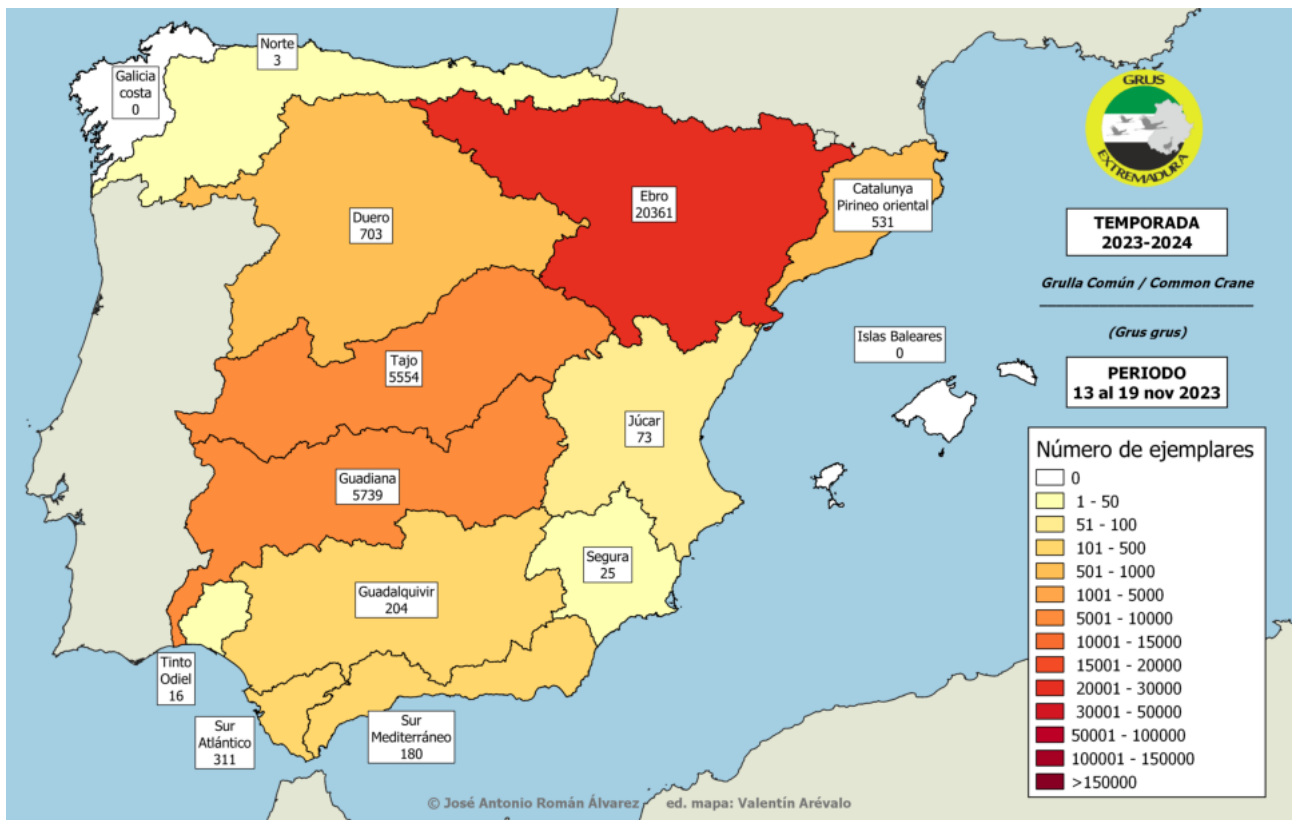 Norte
3
Galicia
costa
0
Duero
703
Ebro
20361
Catalunya
Pirineo oriental
531
Tajo
5554
Islas Baleares
0
Júcar
73
Guadiana
5739
Segura
25
Guadalquivir
204
Tinto
Odiel
16
Sur
Atlántico
311
Sur
Mediterráneo
180
GRUS
EXTREMADURA
TEMPORADA
2023-2024
Grulla Común / Common Crane
(Grus grus)
PERIODO
13 al 19 nov 2023
Número de ejemplares
0
1 - 50
51 - 100
101 - 500
501 - 1000
1001 - 5000
5001 - 10000
10001 - 15000
15001 - 20000
20001 - 30000
30001 - 50000
50001 - 100000
100001 - 150000
>150000
© José Antonio Román Álvarez ed. mapa: Valentín Arévalo